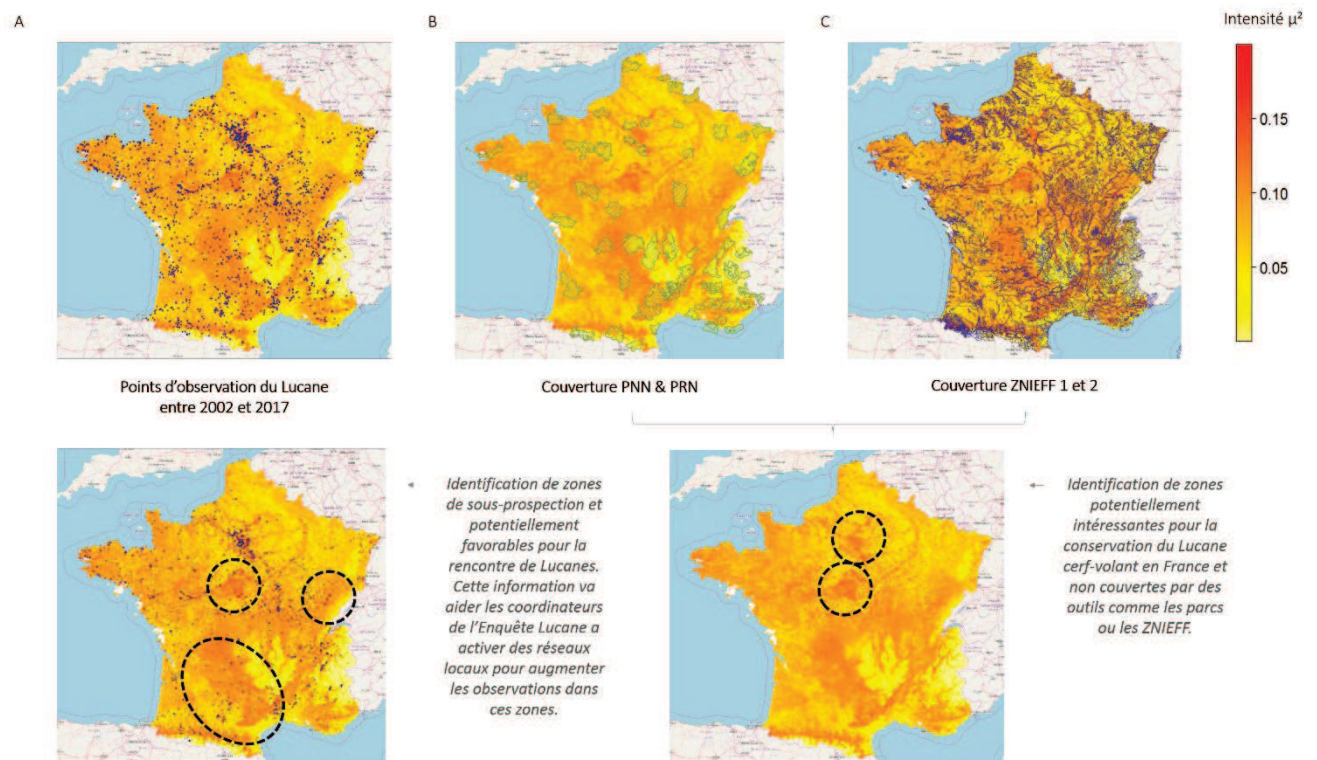 A
B
C
Intensité µ²
0.15
0.10
0.05
Points d'observation du Lucane
entre 2002 et 2017
Couverture PNN & PRN
Couverture ZNIEFF 1 et 2
Identification de zones
de sous-prospection et
potentiellement
favorables pour la
rencontre de Lucanes.
Cette information va
aider les coordinateurs
de l'Enquête Lucane a
activer des réseaux
locaux pour augmenter
les observations dans
ces zones.
Identification de zones
potentiellement
intéressantes pour la
conservation du Lucane
cerf-volant en France et
non couvertes par des
outils comme les parcs
ou les ZNIEFF.